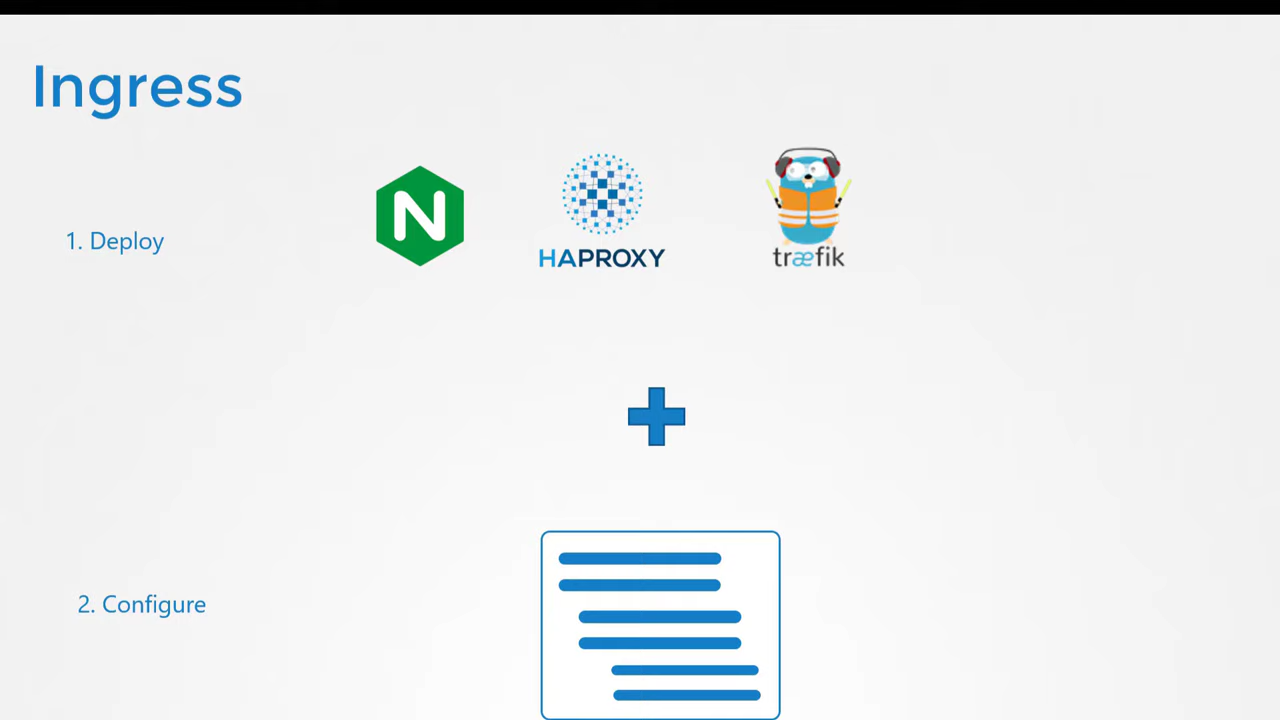 Ingress
1. Deploy
N
HAPROXY
træfik
2. Configure